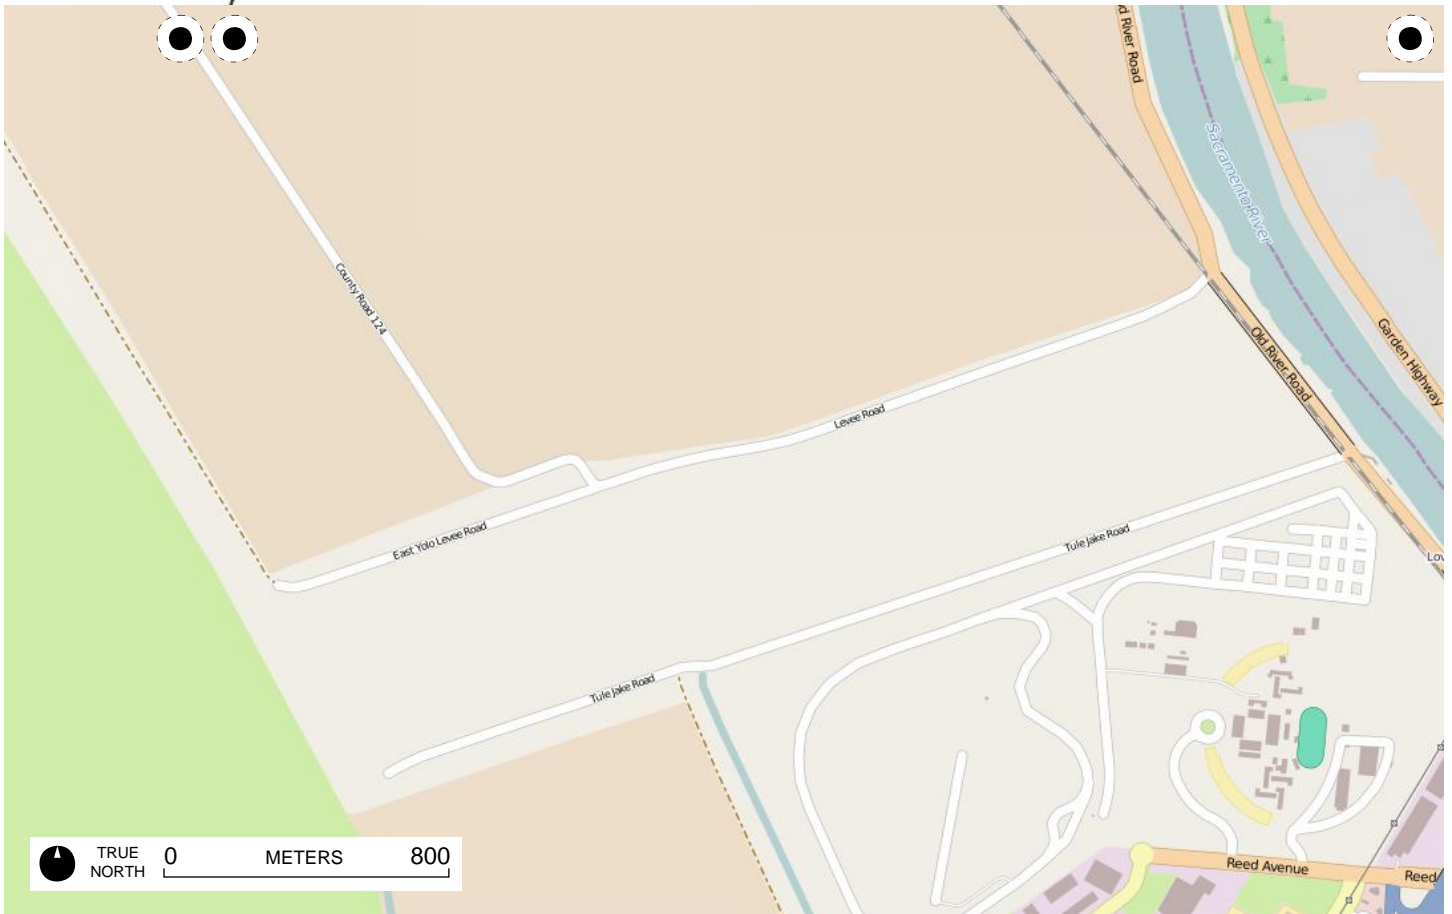 d River Road
Sacramento River
County Road 124
Garden Highway
Old River Road
Levee Road
East Yolo Levee Road
Tule Jake Road
Lov
Tule Jake Road
TRUE
NORTH
0 METERS 800
Reed Avenue
Reed